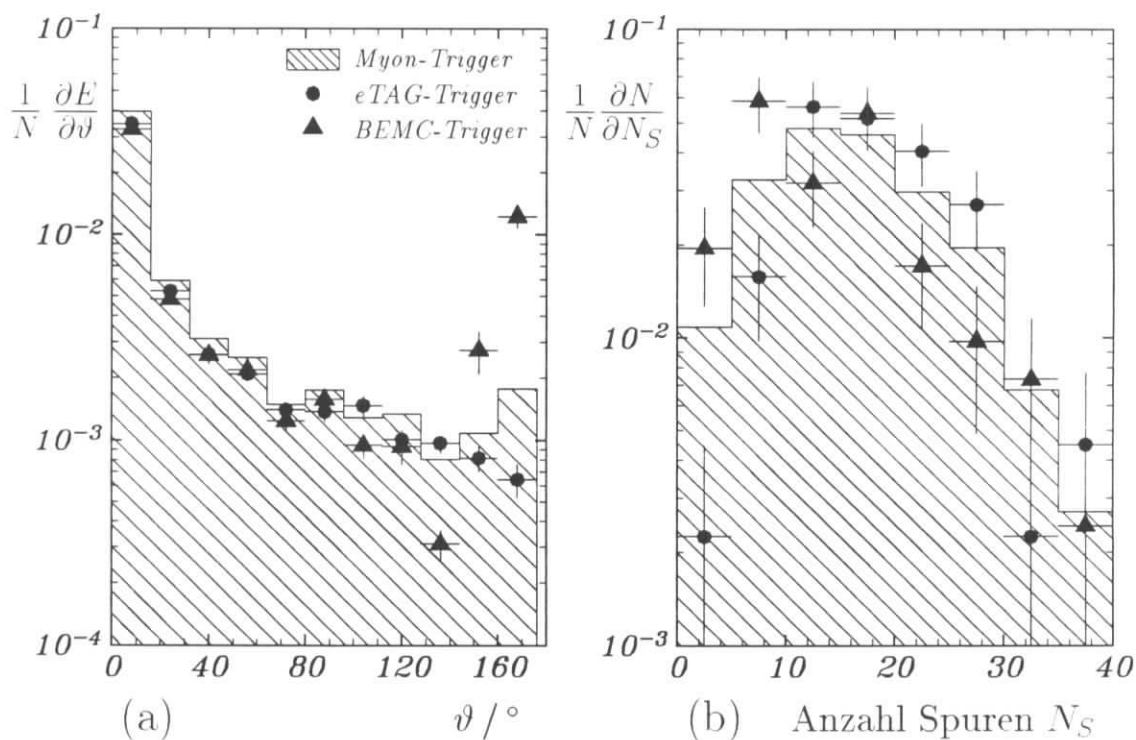 10⁻¹
10⁻²
10⁻³
10⁻⁴
1/N ∂E/∂ϑ
Myon-Trigger
eTAG-Trigger
BEMC-Trigger
0 40 80 120 160
(a) ϑ / °
10⁻¹
10⁻²
10⁻³
1/N ∂N/∂N_S
0 10 20 30 40
(b) Anzahl Spuren N_S